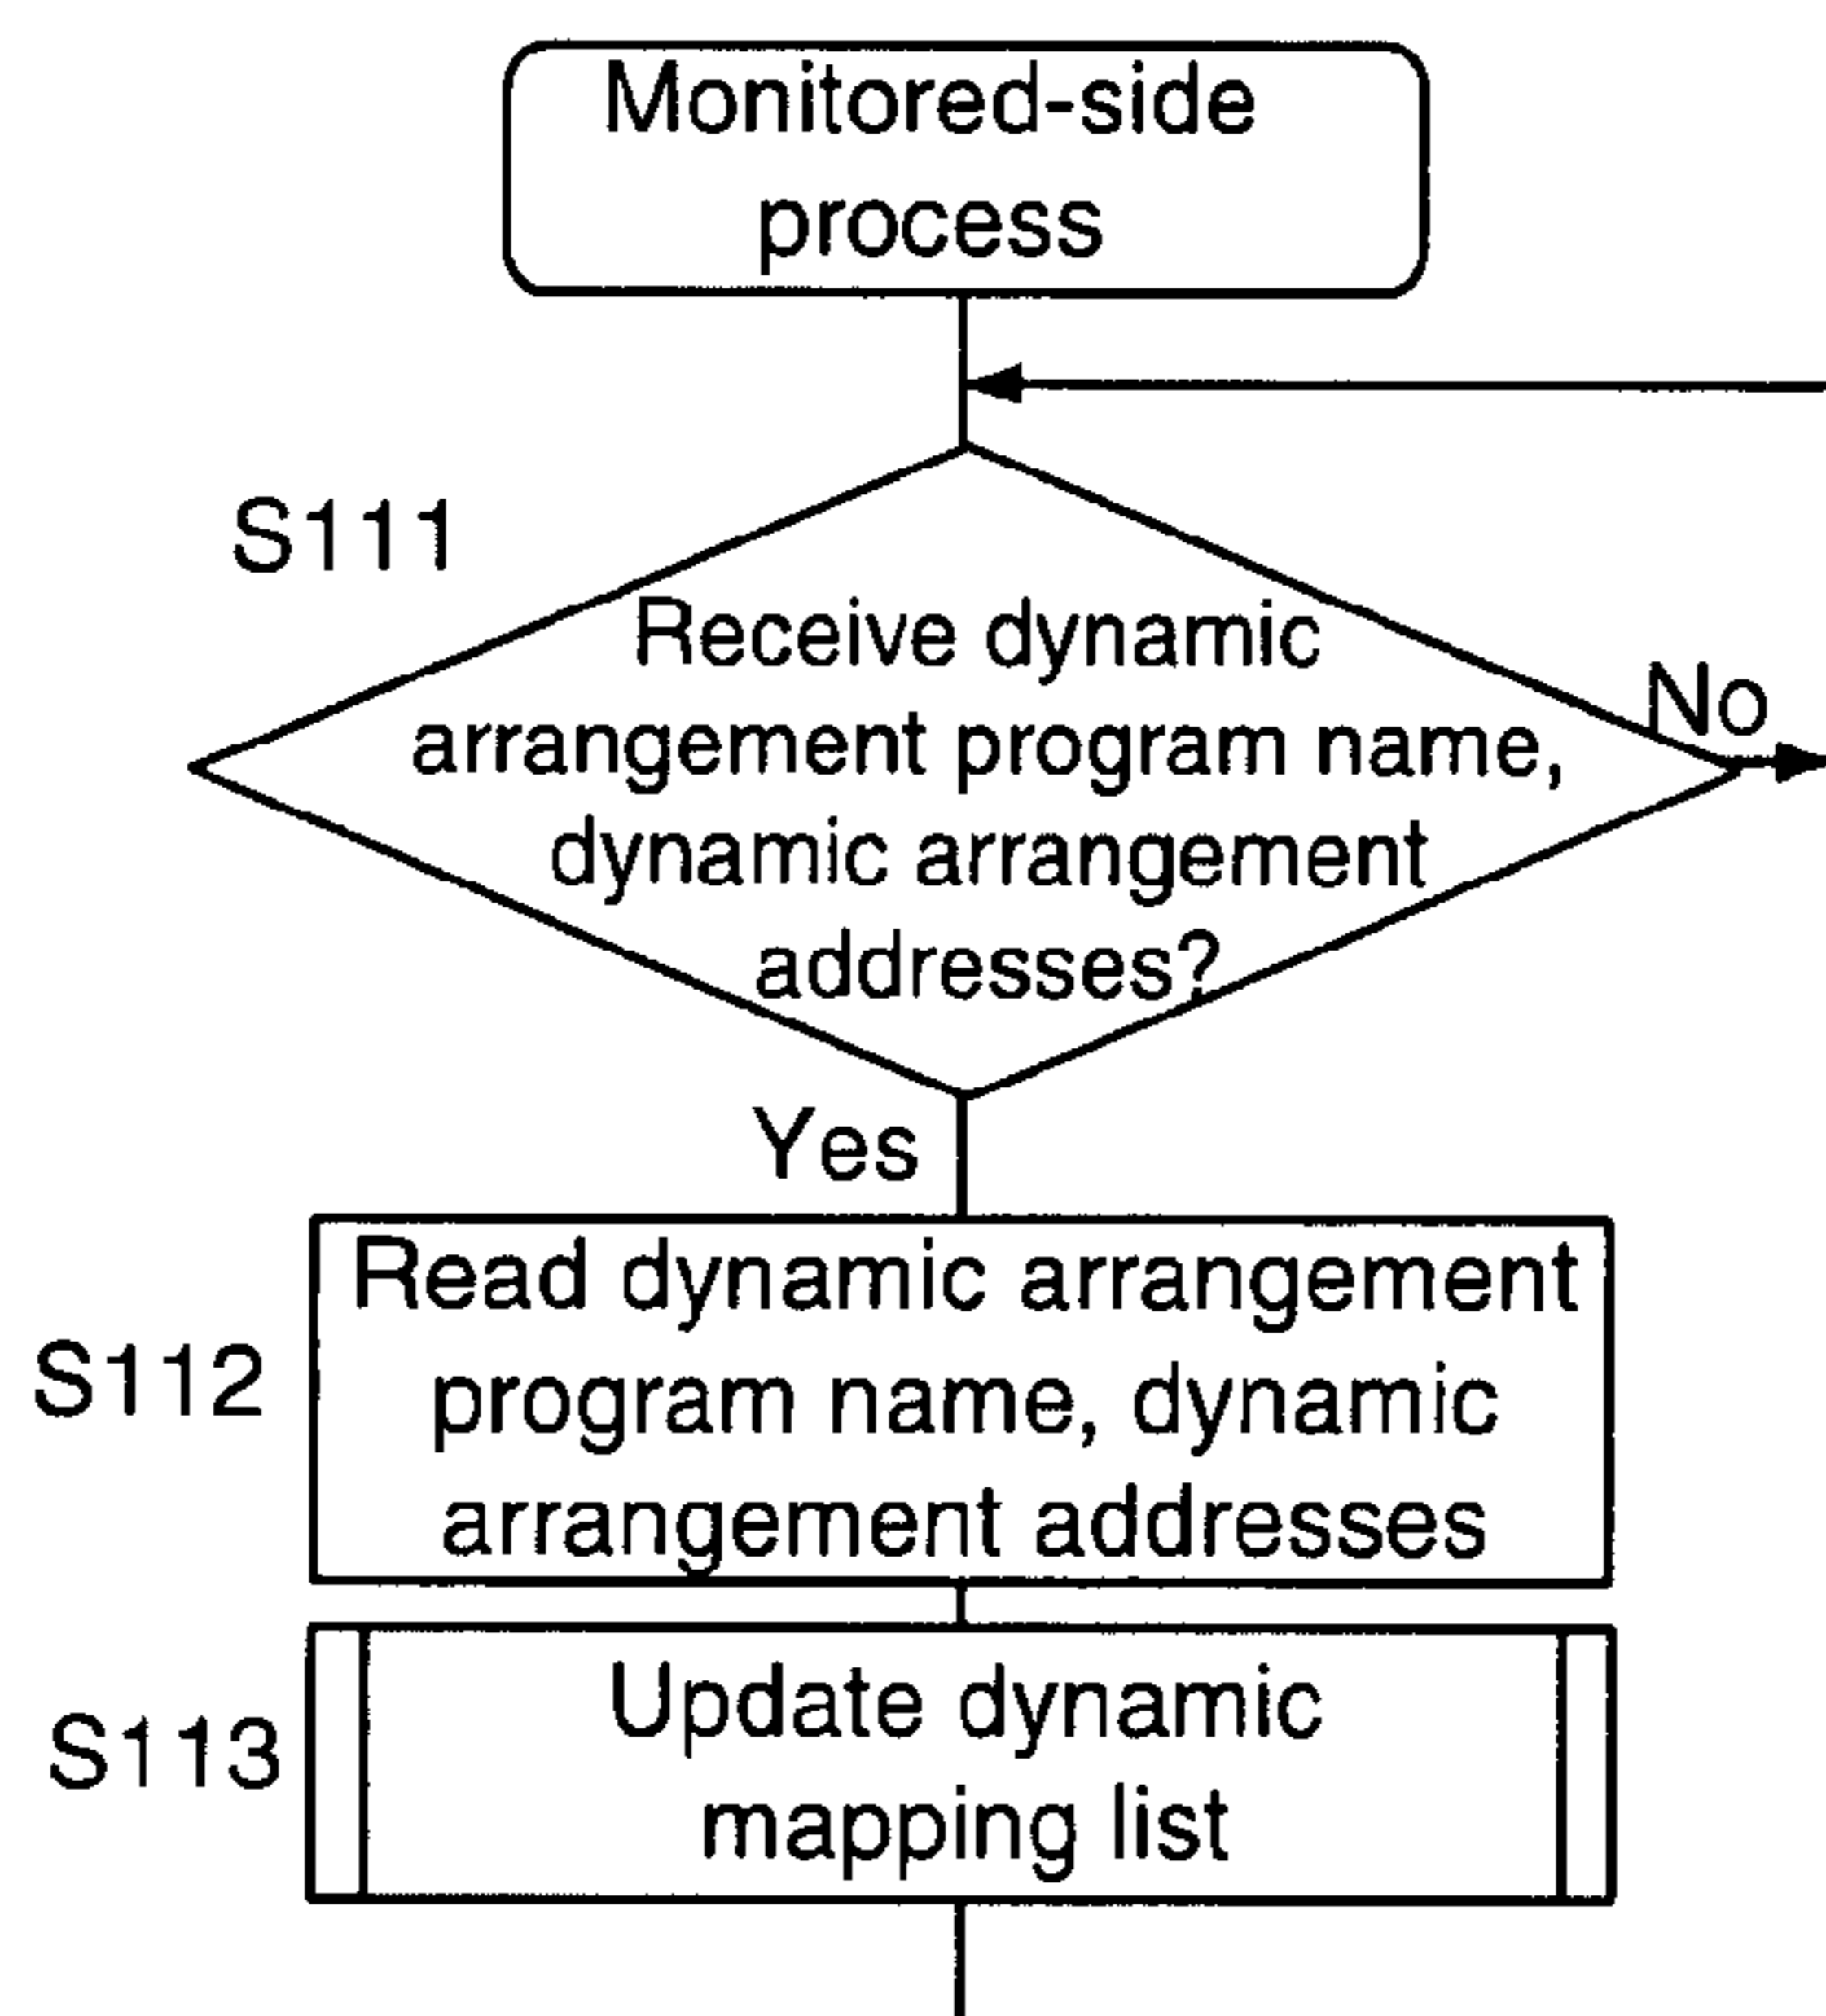 Monitored-side
process
S111
Receive dynamic
arrangement program name,
dynamic arrangement
addresses?
No
Yes
S112
Read dynamic arrangement
program name, dynamic
arrangement addresses
S113
Update dynamic
mapping list